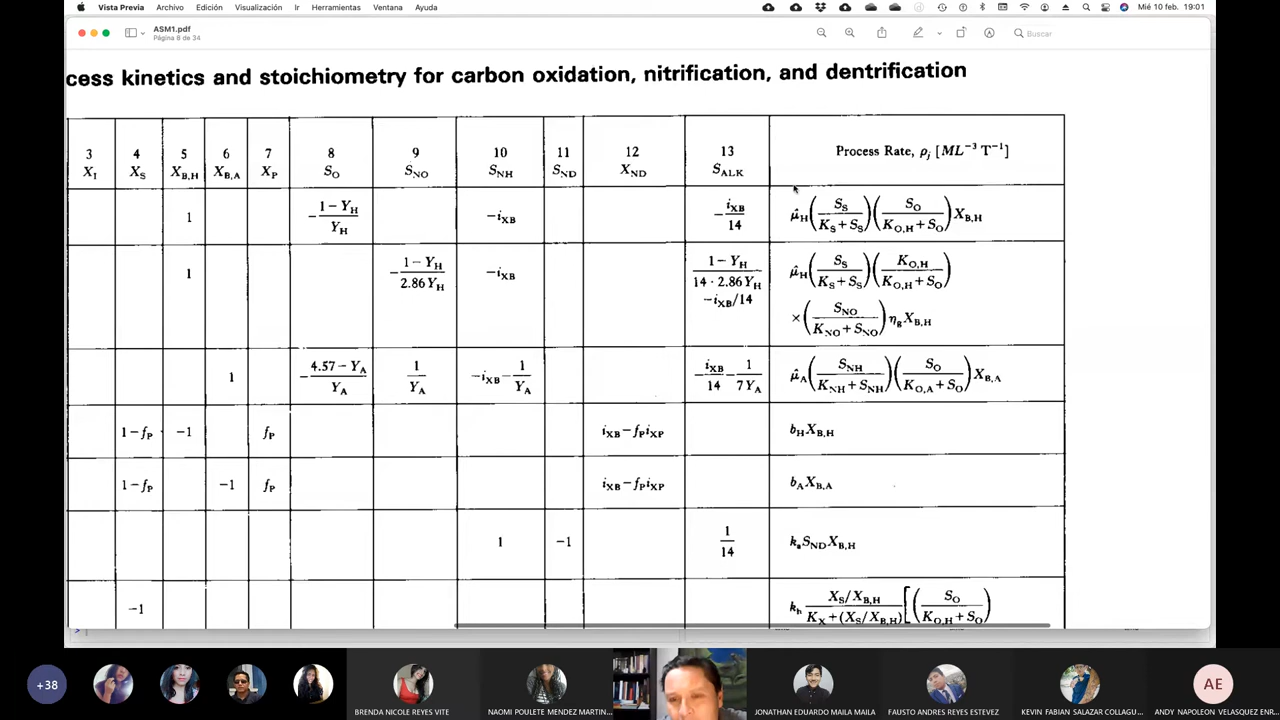 Vista Previa Archivo Edición Visualización Ir Herramientas Ventana Ayuda
Mié 10 feb. 19:01
ASM1.pdf
Página 8 de 34
Buscar
cess kinetics and stoichiometry for carbon oxidation, nitrification, and dentrification
3 4 5 6 7 8 9 10 11 12 13 Process Rate, ρj [ML⁻³ T⁻¹]
X_I X_S X_B,H X_B,A X_P S_O S_NO S_NH S_ND X_ND S_ALK
1 −(1−Y_H)/Y_H −i_XB −i_XB/14 μ̂_H(S_S/(K_S+S_S))(S_O/(K_O,H+S_O))X_B,H
1 −(1−Y_H)/(2.86Y_H) −i_XB (1−Y_H)/(14·2.86Y_H) μ̂_H(S_S/(K_S+S_S))(K_O,H/(K_O,H+S_O))
−i_XB/14 ×(S_NO/(K_NO+S_NO))η_g X_B,H
1 −(4.57−Y_A)/Y_A 1/Y_A −i_XB−1/Y_A −i_XB/14−1/(7Y_A) μ̂_A(S_NH/(K_NH+S_NH))(S_O/(K_O,A+S_O))X_B,A
1−f_P −1 f_P i_XB−f_P i_XP b_H X_B,H
1−f_P −1 f_P i_XB−f_P i_XP b_A X_B,A
1 −1 1/14 k_a S_ND X_B,H
−1 k_h (X_S/X_B,H)/(K_X+(X_S/X_B,H))[(S_O/(K_O,H+S_O))
+38
BRENDA NICOLE REYES VITE
NAOMI POULETE MENDEZ MARTIN...
JONATHAN EDUARDO MAILA MAILA
FAUSTO ANDRES REYES ESTEVEZ
KEVIN FABIAN SALAZAR COLLAGU...
AE
ANDY NAPOLEON VELASQUEZ ENR...